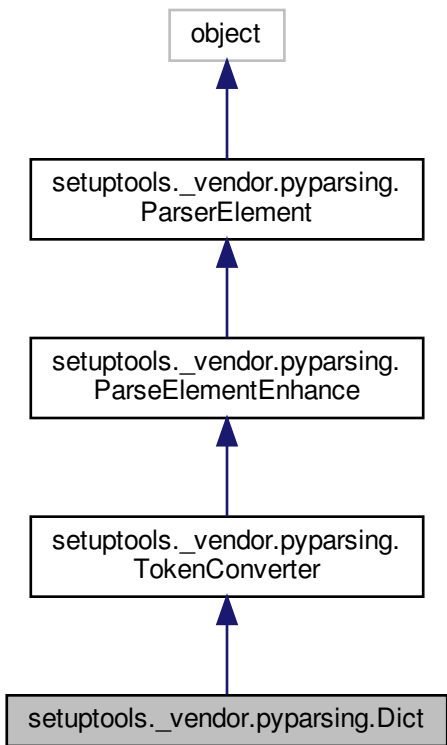 object
setuptools._vendor.pyparsing.
ParserElement
setuptools._vendor.pyparsing.
ParseElementEnhance
setuptools._vendor.pyparsing.
TokenConverter
setuptools._vendor.pyparsing.Dict